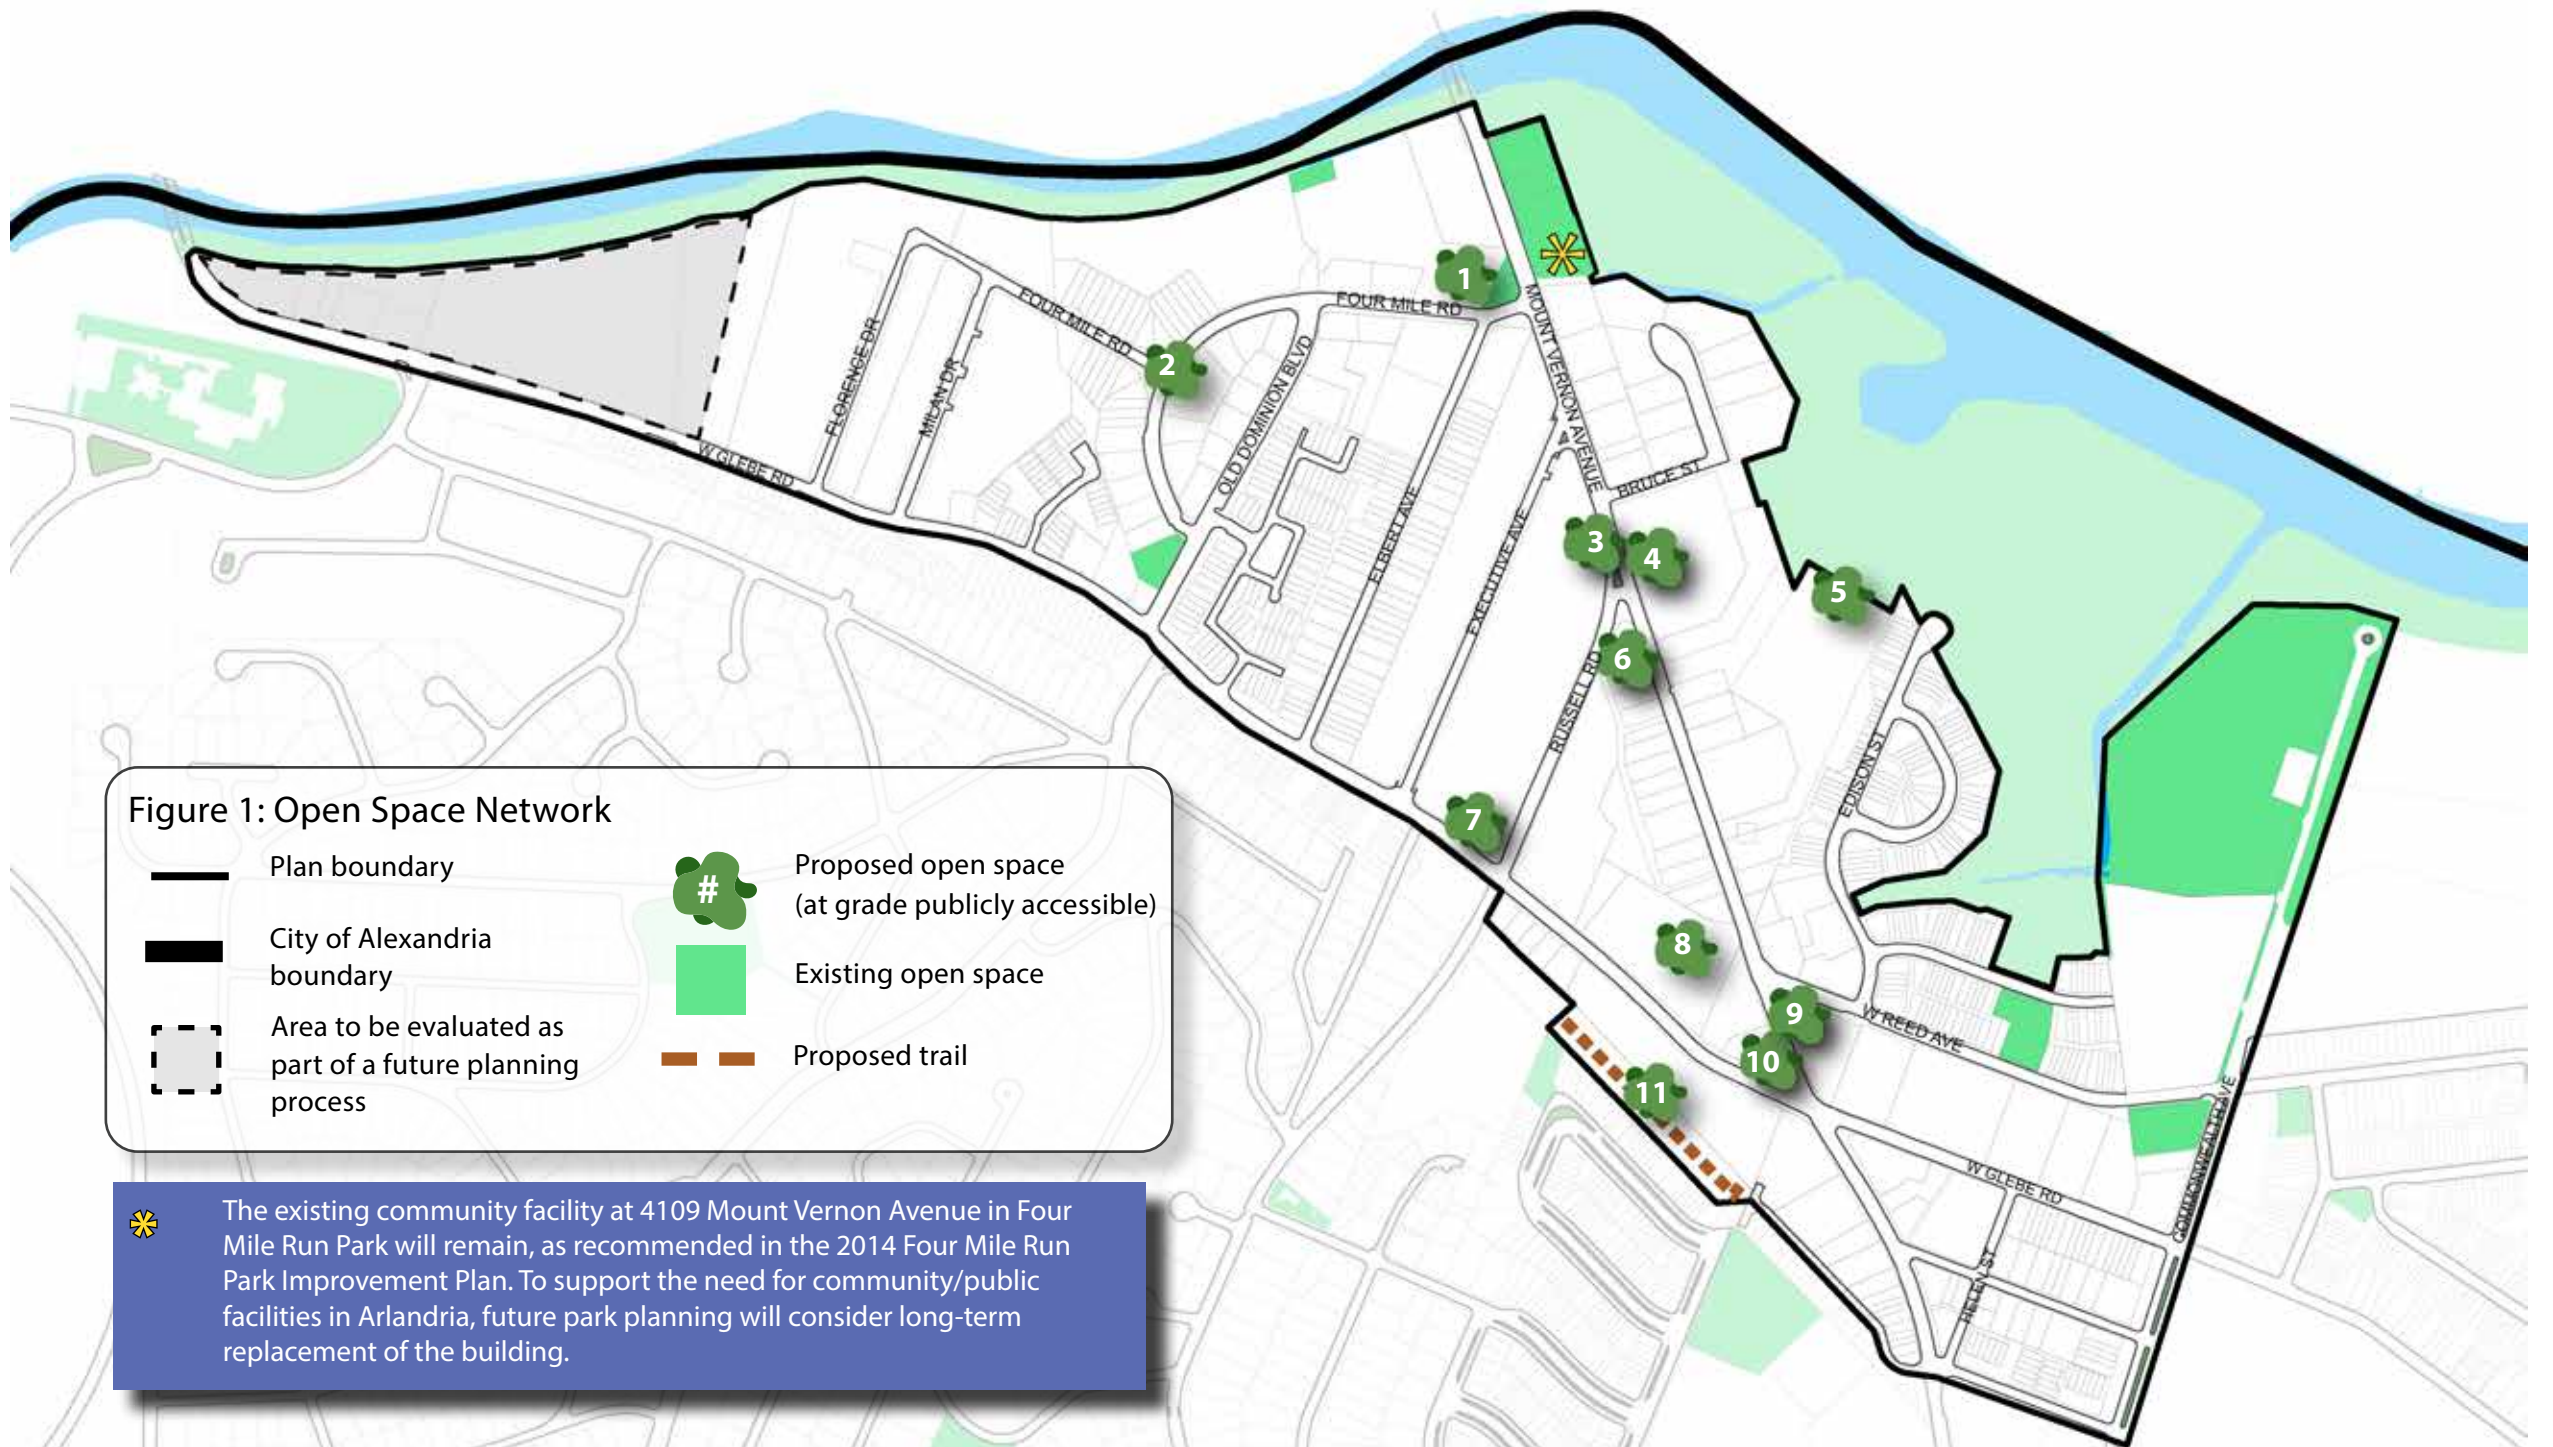 1
FOUR MILE RD
FOUR MILE RD
MOUNT VERNON AVENUE
2
FLORENCE DR
MILAN DR
OLD DOMINION BLVD
W GLEBE RD
BRUCE ST
ELBERT AVE
EXECUTIVE AVE
3
4
5
6
RUSSELL RD
EDISON ST
7
8
9
10
W REED AVE
11
W GLEBE RD
HELEN ST
COMMONWEALTH AVE
Figure 1: Open Space Network
Plan boundary
City of Alexandria
boundary
Area to be evaluated as
part of a future planning
process
#
Proposed open space
(at grade publicly accessible)
Existing open space
Proposed trail
The existing community facility at 4109 Mount Vernon Avenue in Four
Mile Run Park will remain, as recommended in the 2014 Four Mile Run
Park Improvement Plan. To support the need for community/public
facilities in Arlandria, future park planning will consider long-term
replacement of the building.